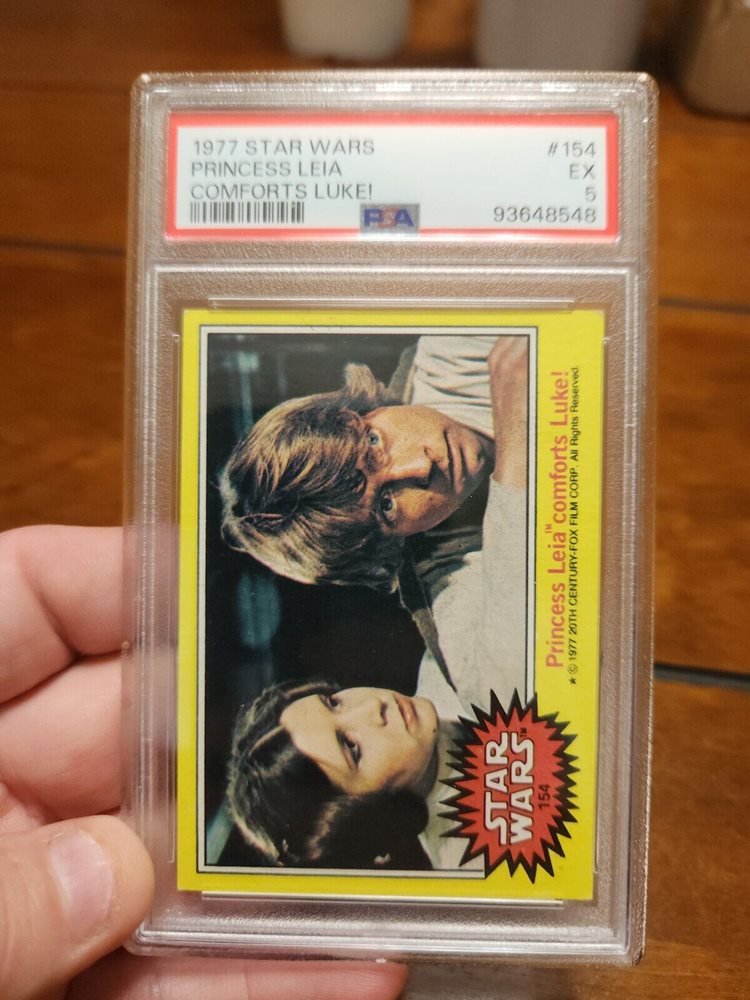 1977 STAR WARS
#154
PRINCESS LEIA
EX
COMFORTS LUKE!
5
PSA
93648548
Princess Leia™ comforts Luke!
★ © 1977 20TH CENTURY-FOX FILM CORP. All Rights Reserved.
STAR
WARS™
154